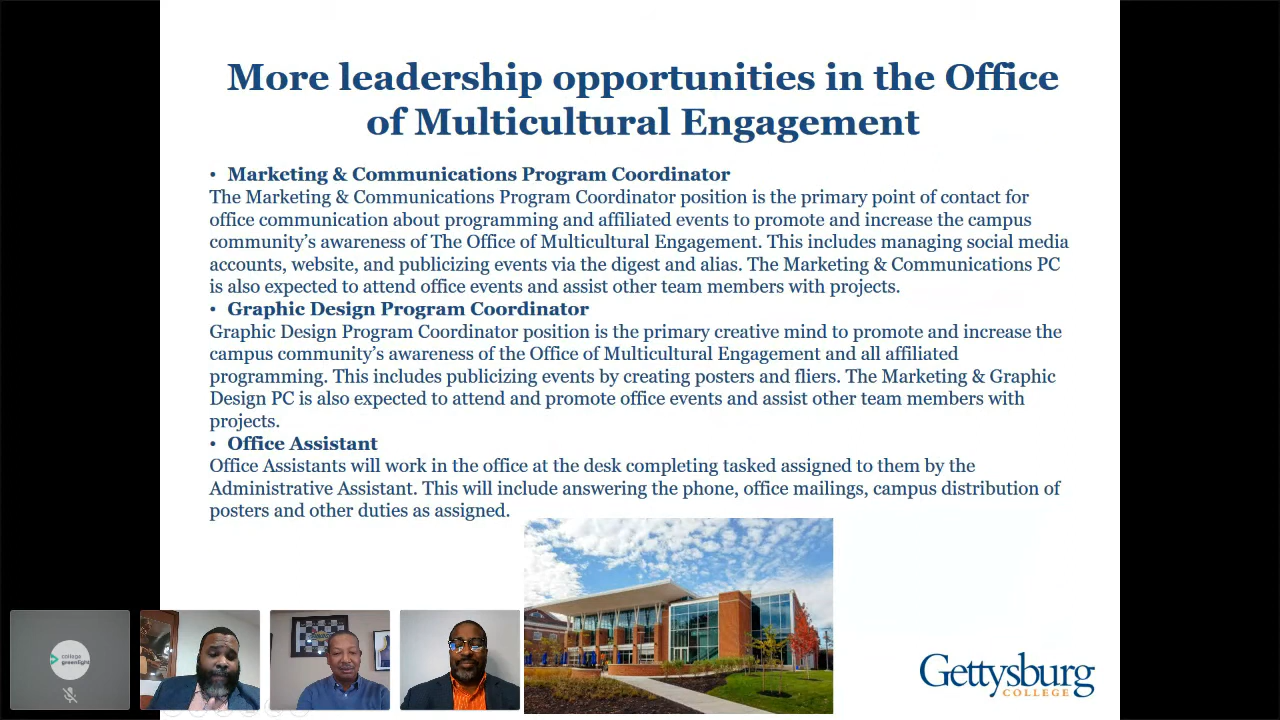 More leadership opportunities in the Office
of Multicultural Engagement
• Marketing & Communications Program Coordinator
The Marketing & Communications Program Coordinator position is the primary point of contact for
office communication about programming and affiliated events to promote and increase the campus
community’s awareness of The Office of Multicultural Engagement. This includes managing social media
accounts, website, and publicizing events via the digest and alias. The Marketing & Communications PC
is also expected to attend office events and assist other team members with projects.
• Graphic Design Program Coordinator
Graphic Design Program Coordinator position is the primary creative mind to promote and increase the
campus community’s awareness of the Office of Multicultural Engagement and all affiliated
programming. This includes publicizing events by creating posters and fliers. The Marketing & Graphic
Design PC is also expected to attend and promote office events and assist other team members with
projects.
• Office Assistant
Office Assistants will work in the office at the desk completing tasked assigned to them by the
Administrative Assistant. This will include answering the phone, office mailings, campus distribution of
posters and other duties as assigned.
college
greenlight
Gettysburg
COLLEGE